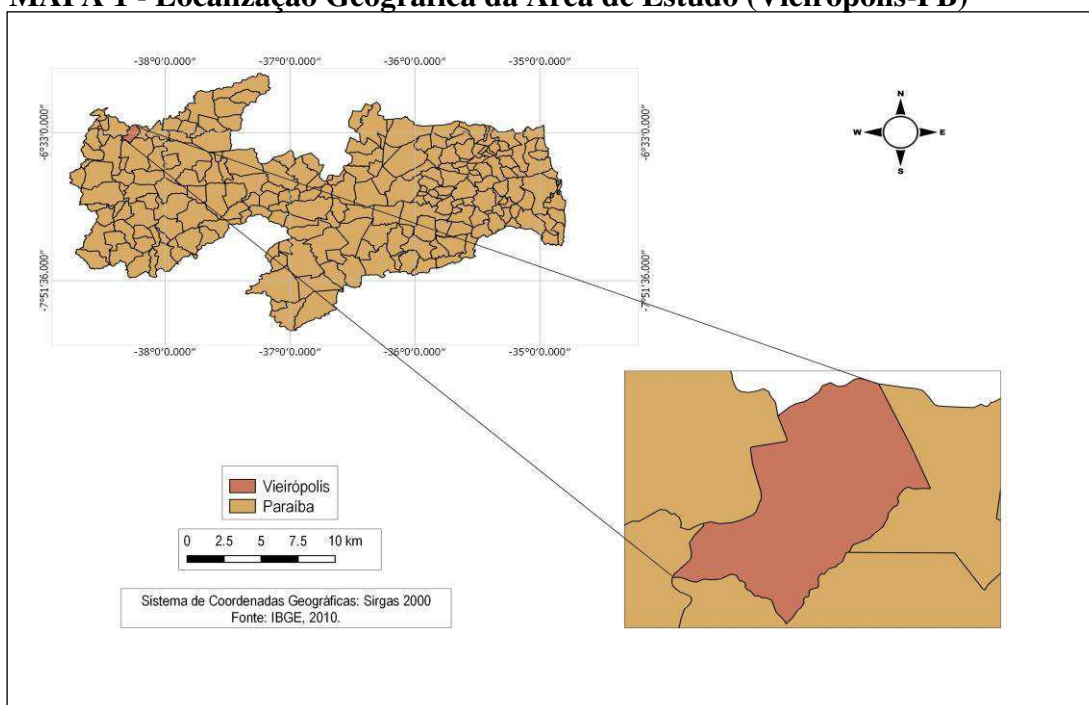 MAPA 1 - Localização Geográfica da Área de Estudo (Vieirópolis-PB)
-38°0'0.000" -37°0'0.000" -36°0'0.000" -35°0'0.000"
-6°33'0.000" -6°33'0.000"
-7°51'36.000" -7°51'36.000"
-38°0'0.000" -37°0'0.000" -36°0'0.000" -35°0'0.000"
N
W E
S
Vieirópolis
Paraíba
0 2.5 5 7.5 10 km
Sistema de Coordenadas Geográficas: Sirgas 2000
Fonte: IBGE, 2010.